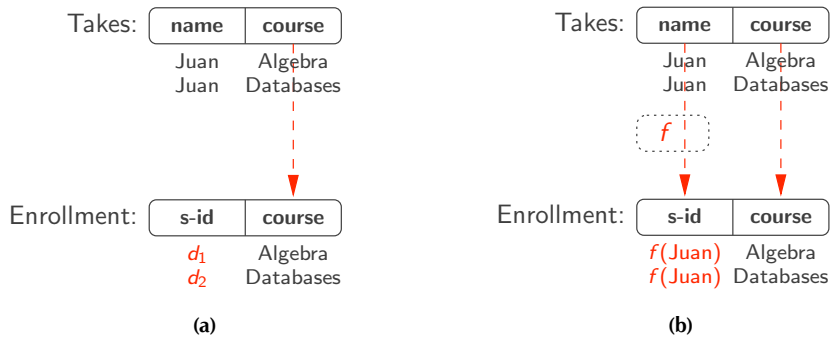 Takes: name course
Juan Algebra
Juan Databases
Enrollment: s-id course
d₁ Algebra
d₂ Databases
(a)
Takes: name course
Juan Algebra
Juan Databases
f
Enrollment: s-id course
f(Juan) Algebra
f(Juan) Databases
(b)